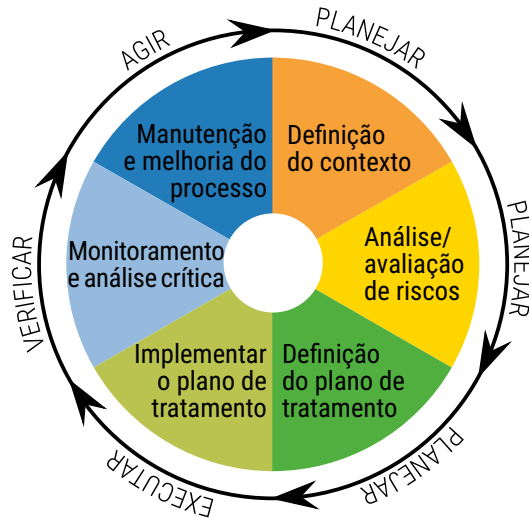 PLANEJAR
Definição
do contexto
PLANEJAR
Análise/
avaliação
de riscos
PLANEJAR
Definição
do plano de
tratamento
EXECUTAR
Implementar
o plano de
tratamento
VERIFICAR
Monitoramento
e análise crítica
AGIR
Manutenção
e melhoria do
processo